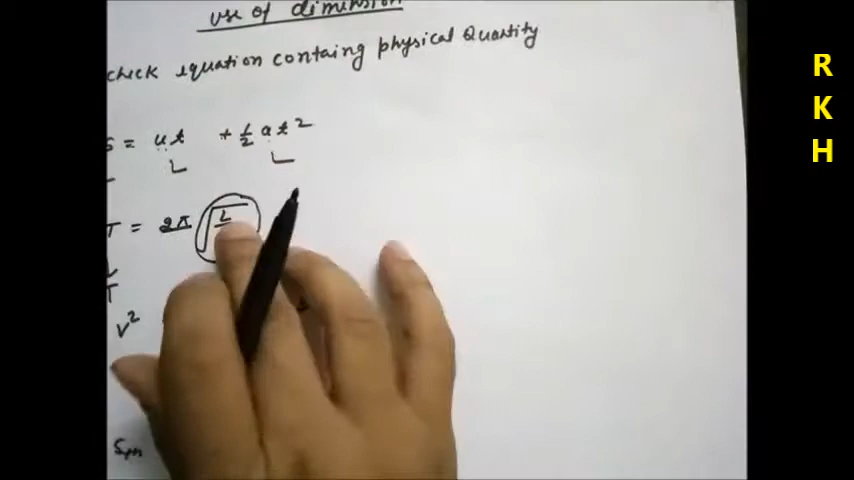 use of dimension
check equation containg physical Quantity
S = ut + 1/2 at2
L L
T = 2π √L
T
v2
R
K
H